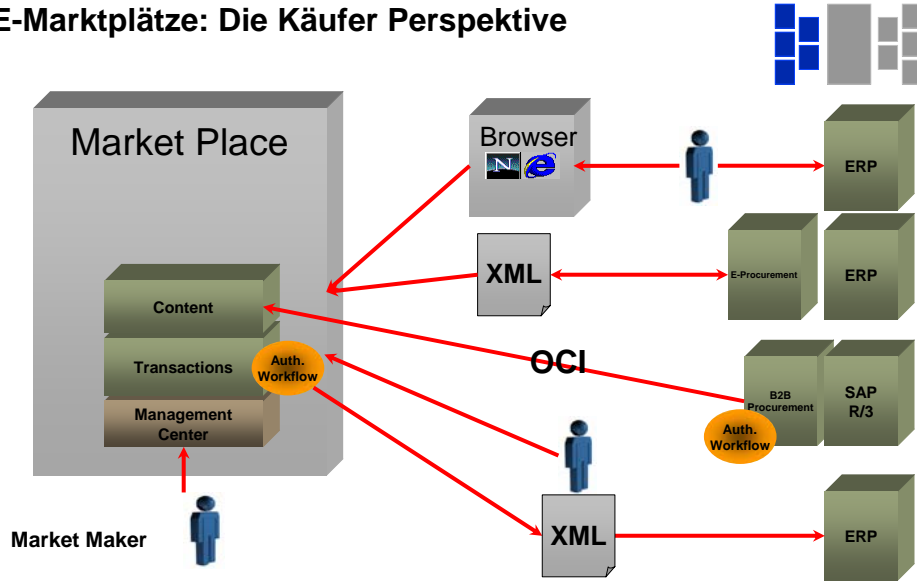 E-Marktplätze: Die Käufer Perspektive
Market Place
Browser
N
ERP
XML
E-Procurement
ERP
Content
OCI
Transactions
Auth.
Workflow
B2B
Procurement
SAP
R/3
Auth.
Workflow
Management
Center
Market Maker
XML
ERP